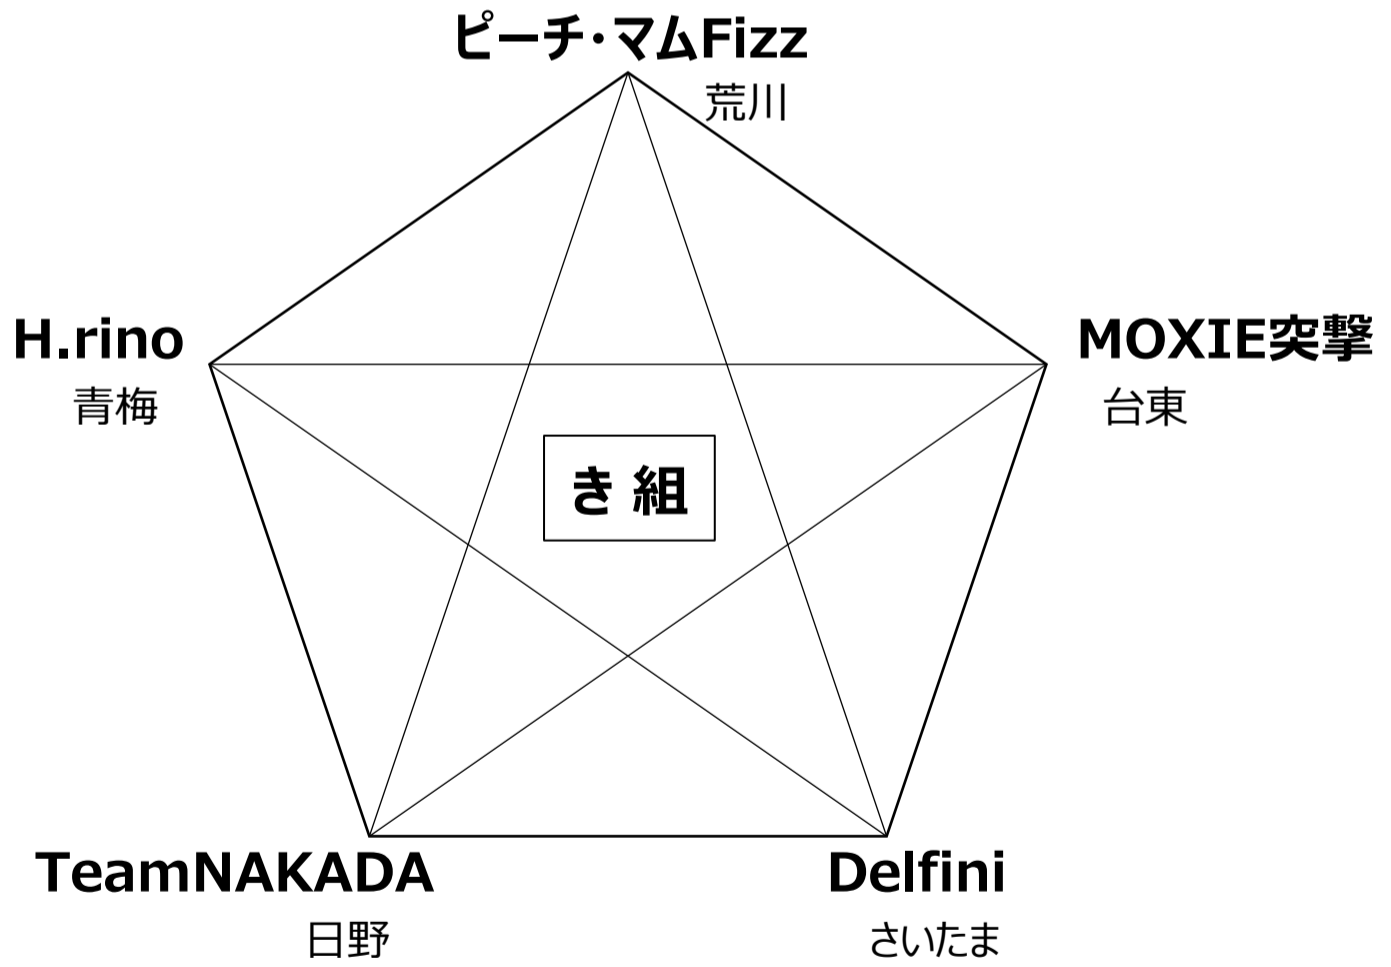 ピーチ・マムFizz
荒川
H.rino
青梅
MOXIE突撃
台東
き 組
TeamNAKADA
日野
Delfini
さいたま